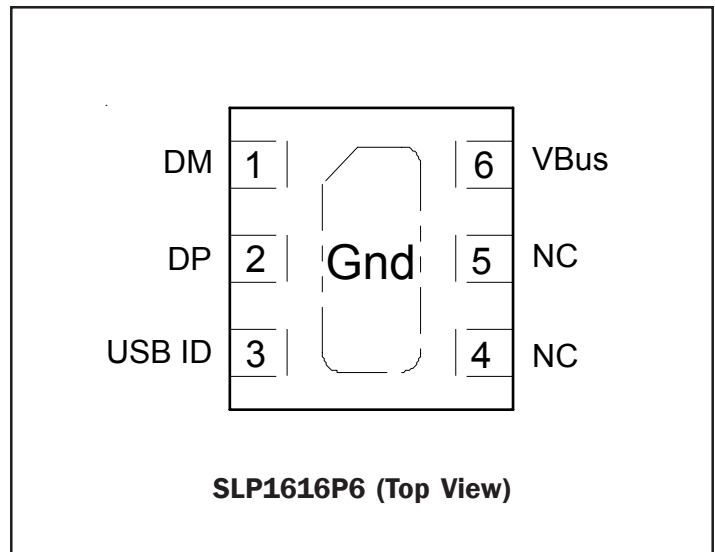 DM 1 6 VBus
DP 2 Gnd 5 NC
USB ID 3 4 NC
SLP1616P6 (Top View)